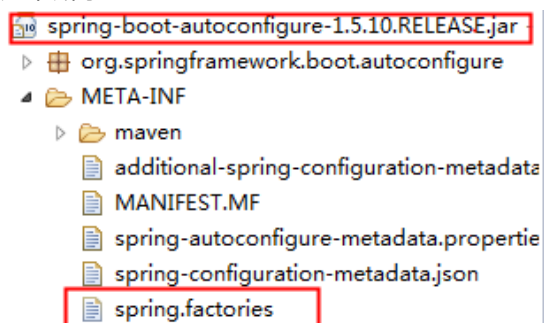 spring-boot-autoconfigure-1.5.10.RELEASE.jar
org.springframework.boot.autoconfigure
META-INF
maven
additional-spring-configuration-metadata
MANIFEST.MF
spring-autoconfigure-metadata.propertie
spring-configuration-metadata.json
spring.factories